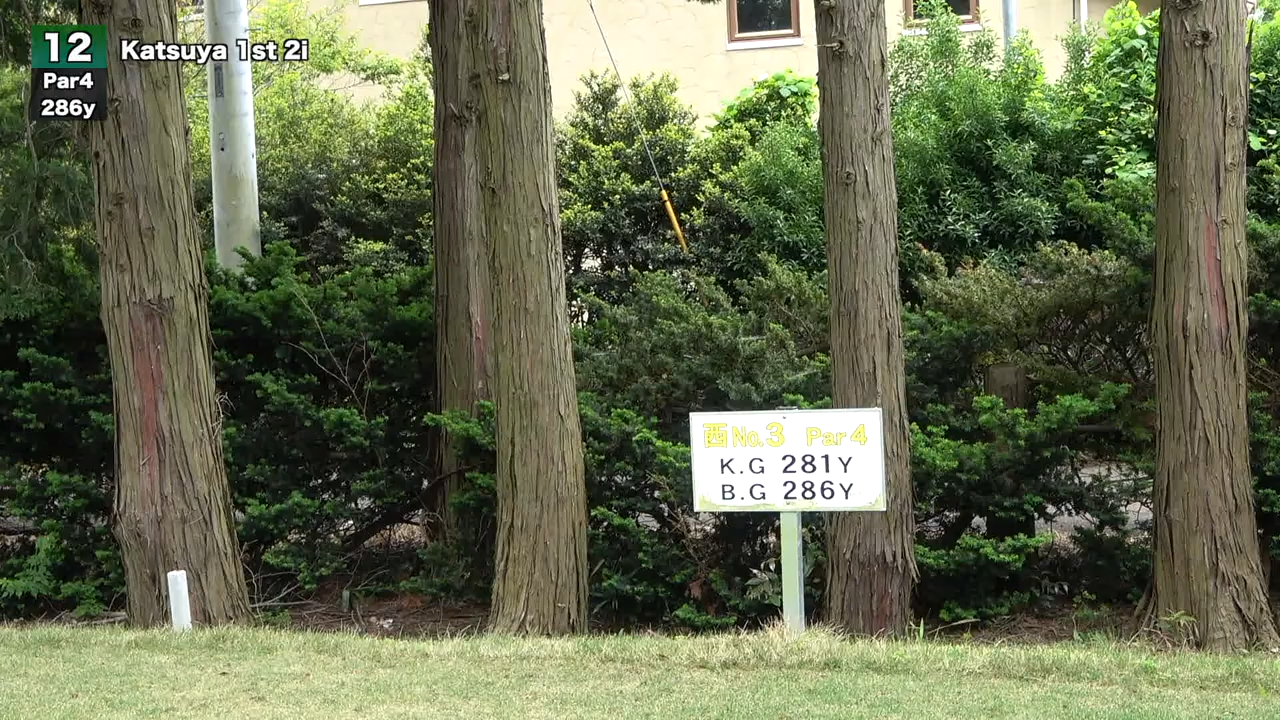 12
Par4
286y
Katsuya 1st 2i
西 No.3 Par 4
K.G 281Y
B.G 286Y